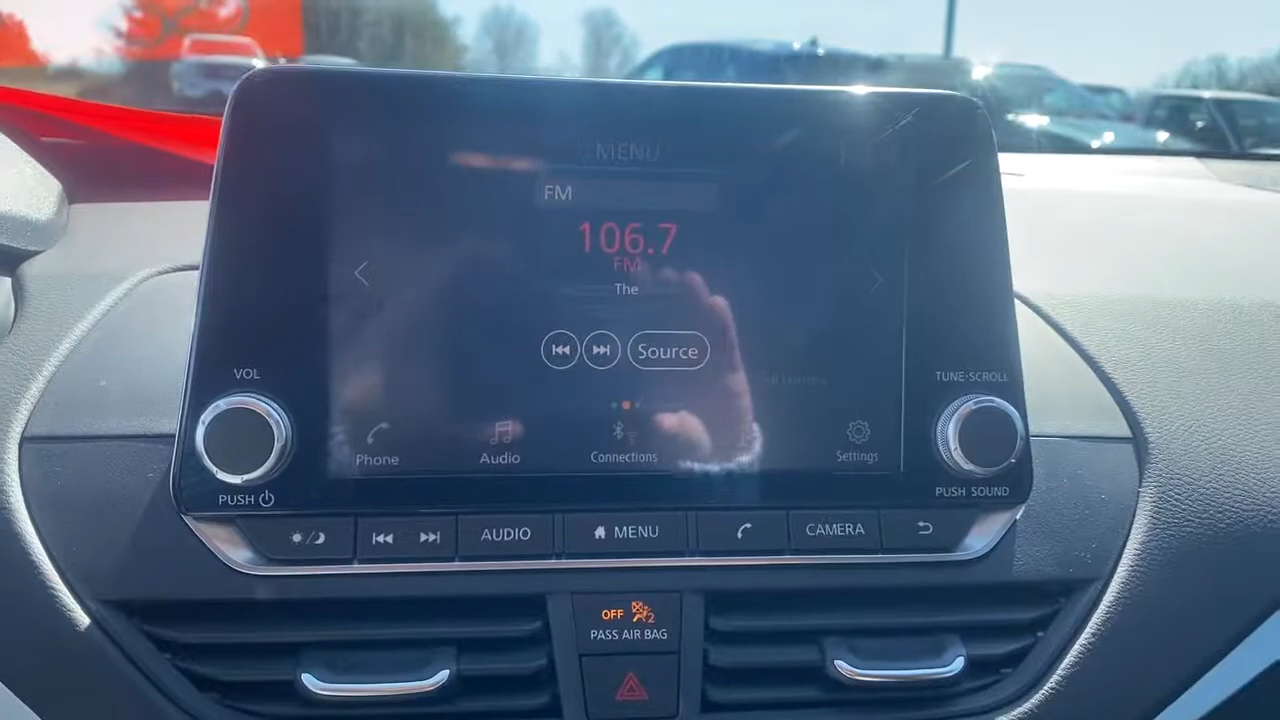 MENU
FM
106.7
FM
The
Source
VOL
TUNE·SCROLL
Phone
Audio
Connections
Settings
PUSH
PUSH SOUND
AUDIO
MENU
CAMERA
OFF
2
PASS AIR BAG